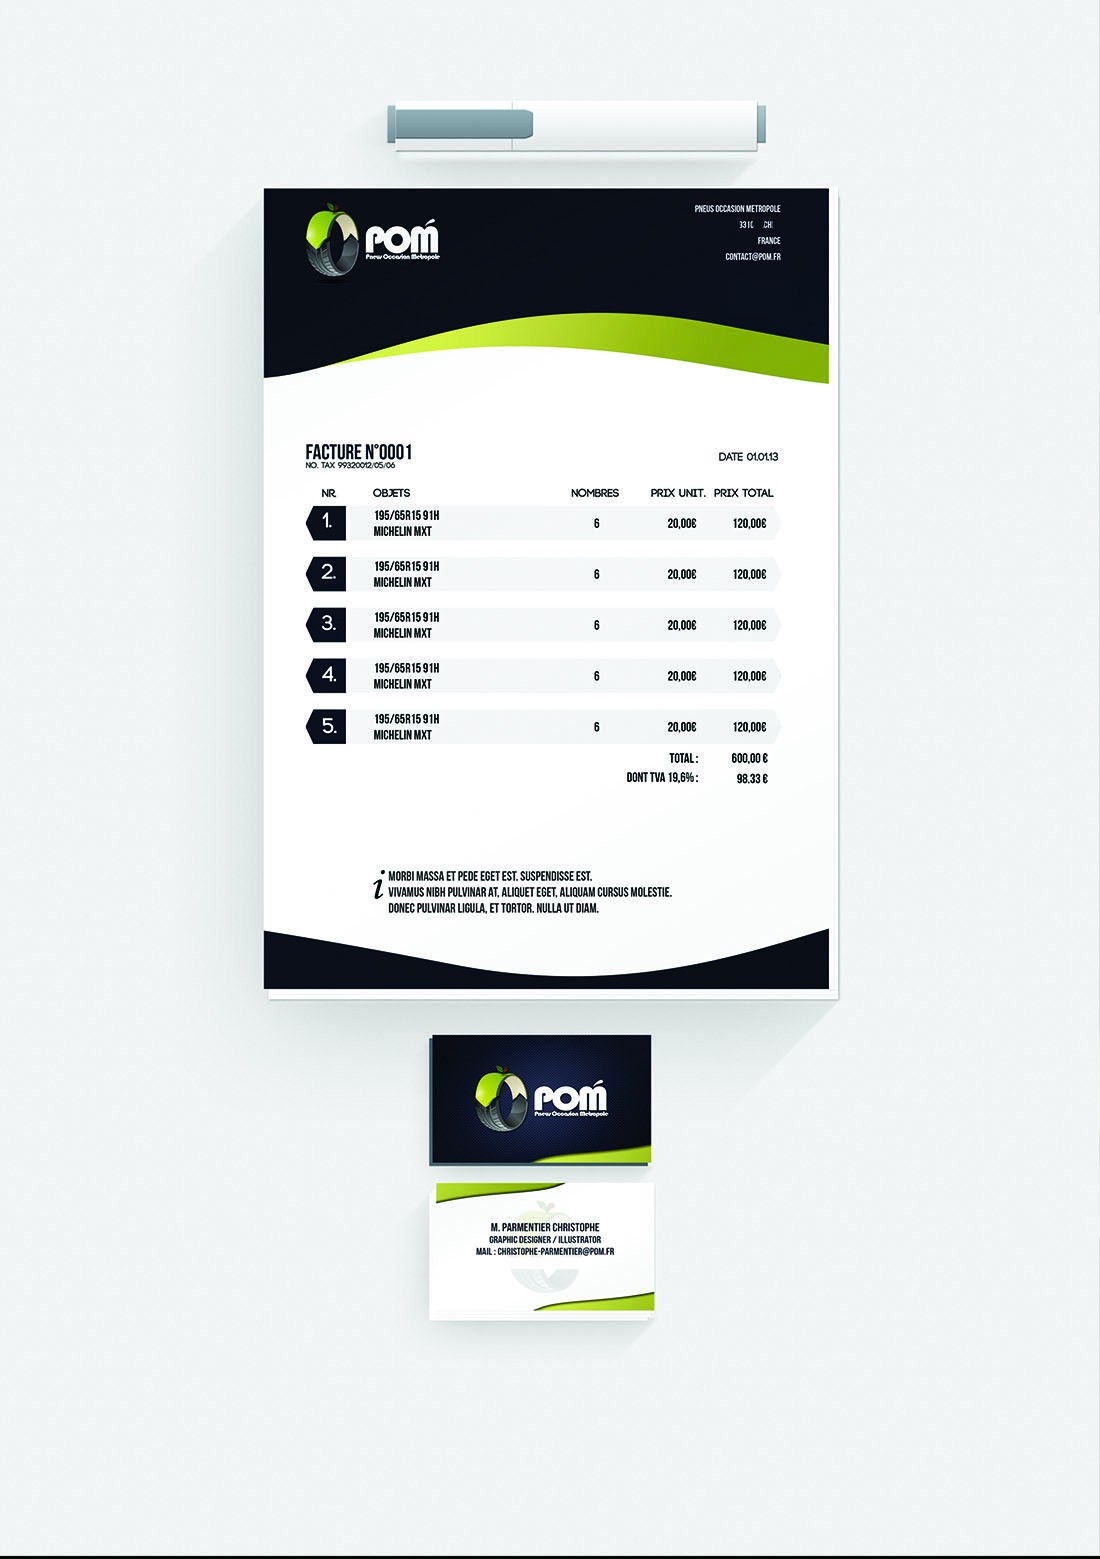 POḾ
Pneus Occasion Metropole
PNEUS OCCASION METROPOLE
FRANCE
CONTACT@POM.FR
FACTURE N°0001
NO. TAX 99320012/05/06
DATE 01.01.13
NR. OBJETS NOMBRES PRIX UNIT. PRIX TOTAL
1. 195/65R15 91H
MICHELIN MXT 6 20,00€ 120,00€
2. 195/65R15 91H
MICHELIN MXT 6 20,00€ 120,00€
3. 195/65R15 91H
MICHELIN MXT 6 20,00€ 120,00€
4. 195/65R15 91H
MICHELIN MXT 6 20,00€ 120,00€
5. 195/65R15 91H
MICHELIN MXT 6 20,00€ 120,00€
TOTAL : 600,00 €
DONT TVA 19,6% : 98.33 €
i MORBI MASSA ET PEDE EGET EST. SUSPENDISSE EST.
VIVAMUS NIBH PULVINAR AT, ALIQUET EGET, ALIQUAM CURSUS MOLESTIE.
DONEC PULVINAR LIGULA, ET TORTOR. NULLA UT DIAM.
POḾ
Pneus Occasion Metropole
M. PARMENTIER CHRISTOPHE
GRAPHIC DESIGNER / ILLUSTRATOR
MAIL : CHRISTOPHE-PARMENTIER@POM.FR